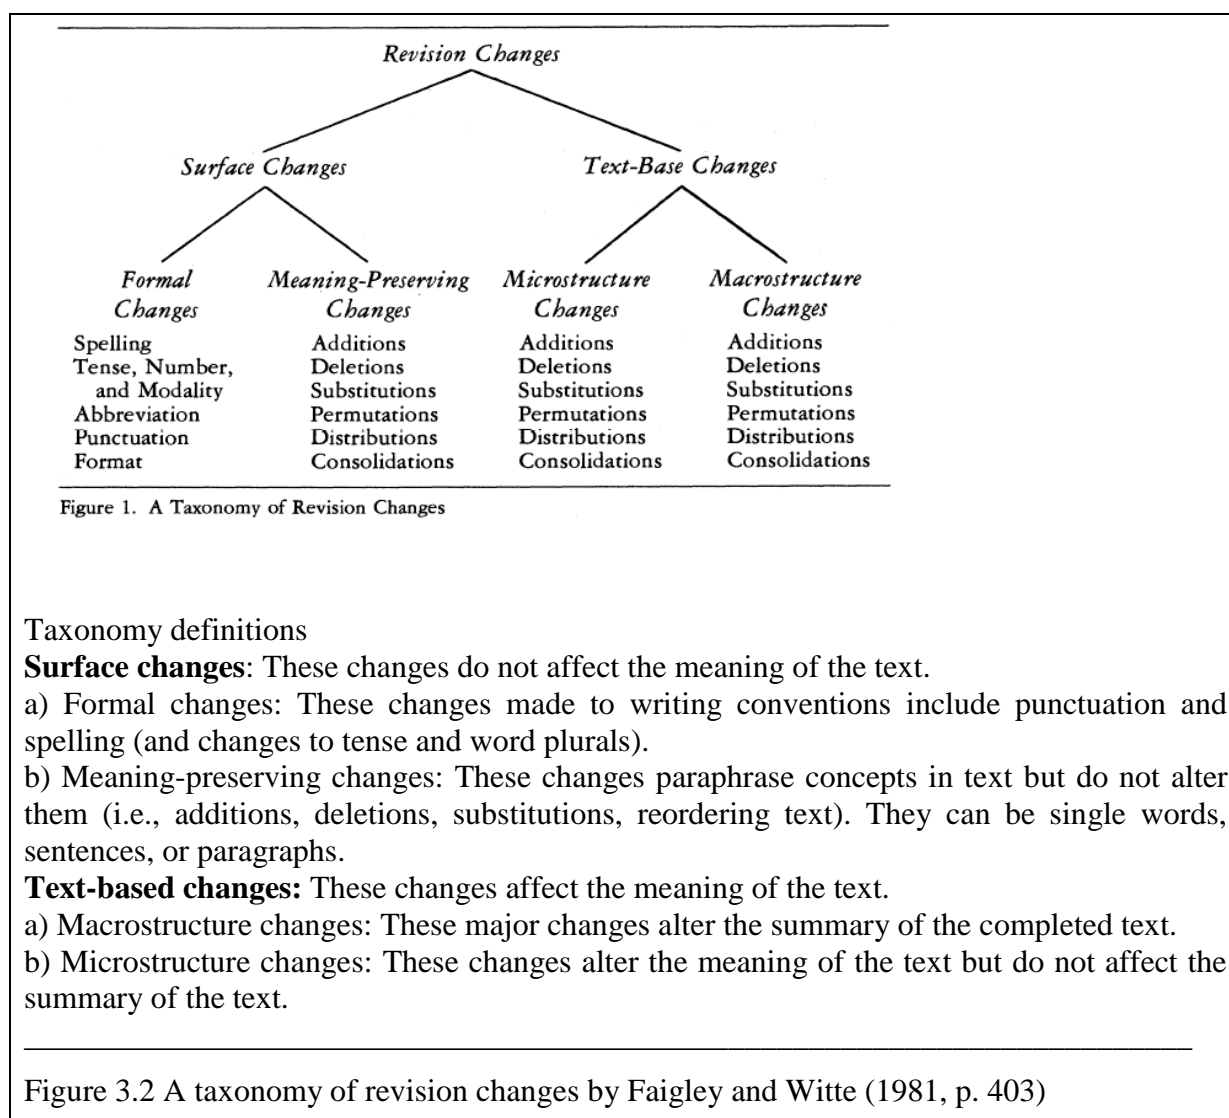 Revision Changes
Surface Changes Text-Base Changes
Formal Meaning-Preserving Microstructure Macrostructure
Changes Changes Changes Changes
Spelling Additions Additions Additions
Tense, Number, Deletions Deletions Deletions
and Modality Substitutions Substitutions Substitutions
Abbreviation Permutations Permutations Permutations
Punctuation Distributions Distributions Distributions
Format Consolidations Consolidations Consolidations
Figure 1. A Taxonomy of Revision Changes
Taxonomy definitions
Surface changes: These changes do not affect the meaning of the text.
a) Formal changes: These changes made to writing conventions include punctuation and
spelling (and changes to tense and word plurals).
b) Meaning-preserving changes: These changes paraphrase concepts in text but do not alter
them (i.e., additions, deletions, substitutions, reordering text). They can be single words,
sentences, or paragraphs.
Text-based changes: These changes affect the meaning of the text.
a) Macrostructure changes: These major changes alter the summary of the completed text.
b) Microstructure changes: These changes alter the meaning of the text but do not affect the
summary of the text.
Figure 3.2 A taxonomy of revision changes by Faigley and Witte (1981, p. 403)